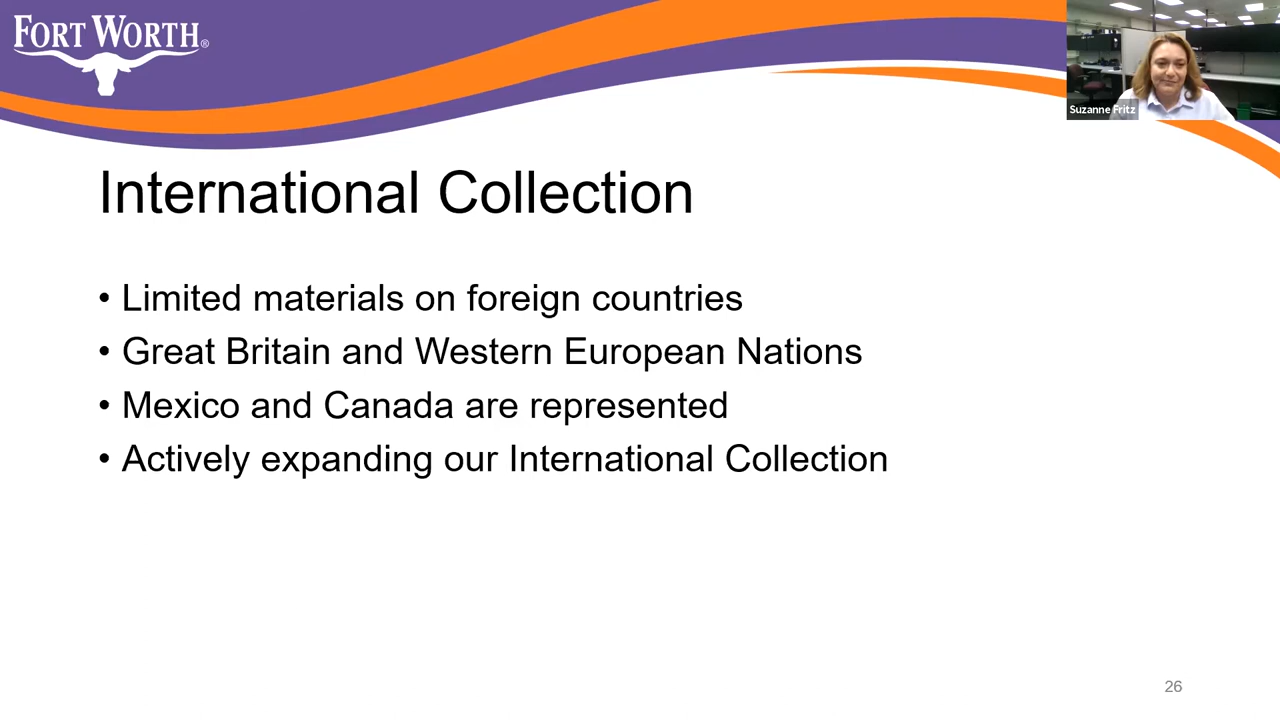 FORT WORTH®
Suzanne Fritz
International Collection
• Limited materials on foreign countries
• Great Britain and Western European Nations
• Mexico and Canada are represented
• Actively expanding our International Collection
26